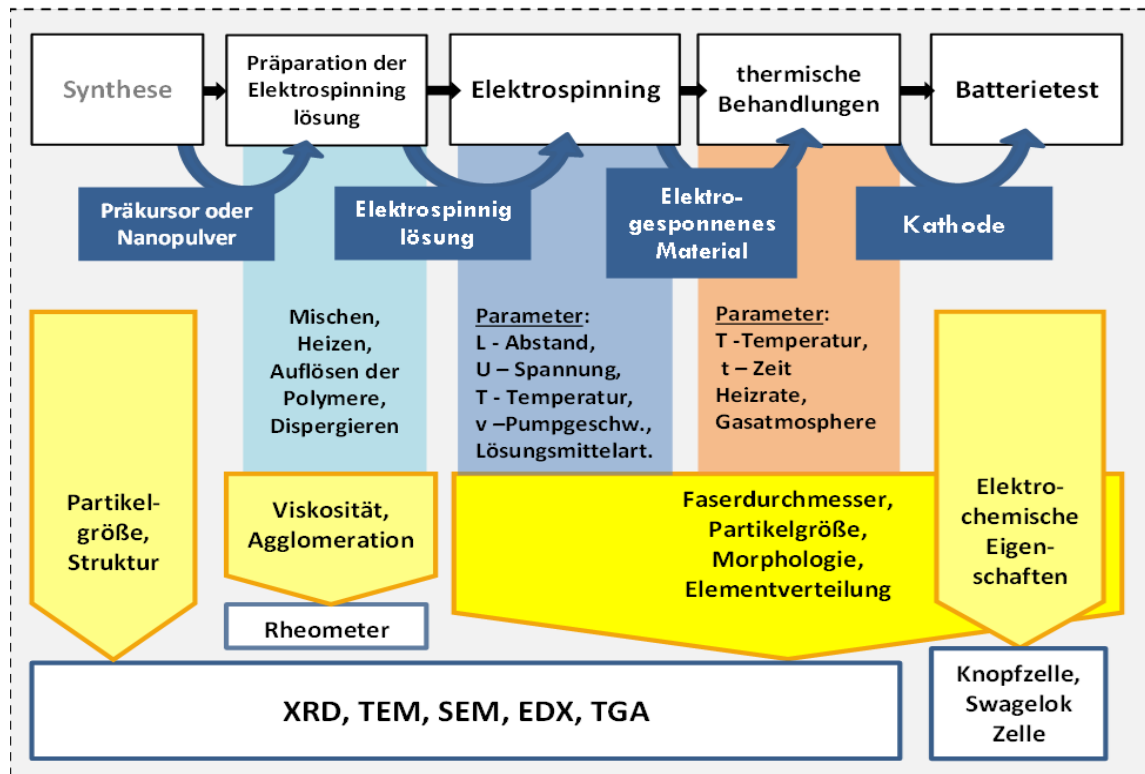 Synthese
Präparation der
Elektrospinning
lösung
Elektrospinning
thermische
Behandlungen
Batterietest
Präkursor oder
Nanopulver
Elektrospinnig
lösung
Elektro-
gesponnenes
Material
Kathode
Mischen,
Heizen,
Auflösen der
Polymere,
Dispergieren
Parameter:
L - Abstand,
U – Spannung,
T - Temperatur,
v –Pumpgeschw.,
Lösungsmittelart.
Parameter:
T -Temperatur,
t – Zeit
Heizrate,
Gasatmosphere
Partikel-
größe,
Struktur
Viskosität,
Agglomeration
Faserdurchmesser,
Partikelgröße,
Morphologie,
Elementverteilung
Elektro-
chemische
Eigen-
schaften
Rheometer
XRD, TEM, SEM, EDX, TGA
Knopfzelle,
Swagelok
Zelle